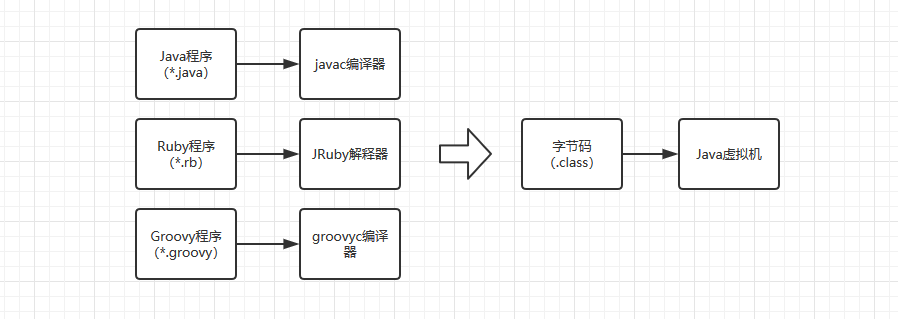 Java程序
（*.java）
javac编译器
Ruby程序
（*.rb）
JRuby解释器
字节码
（.class）
Java虚拟机
Groovy程序
（*.groovy）
groovyc编译
器